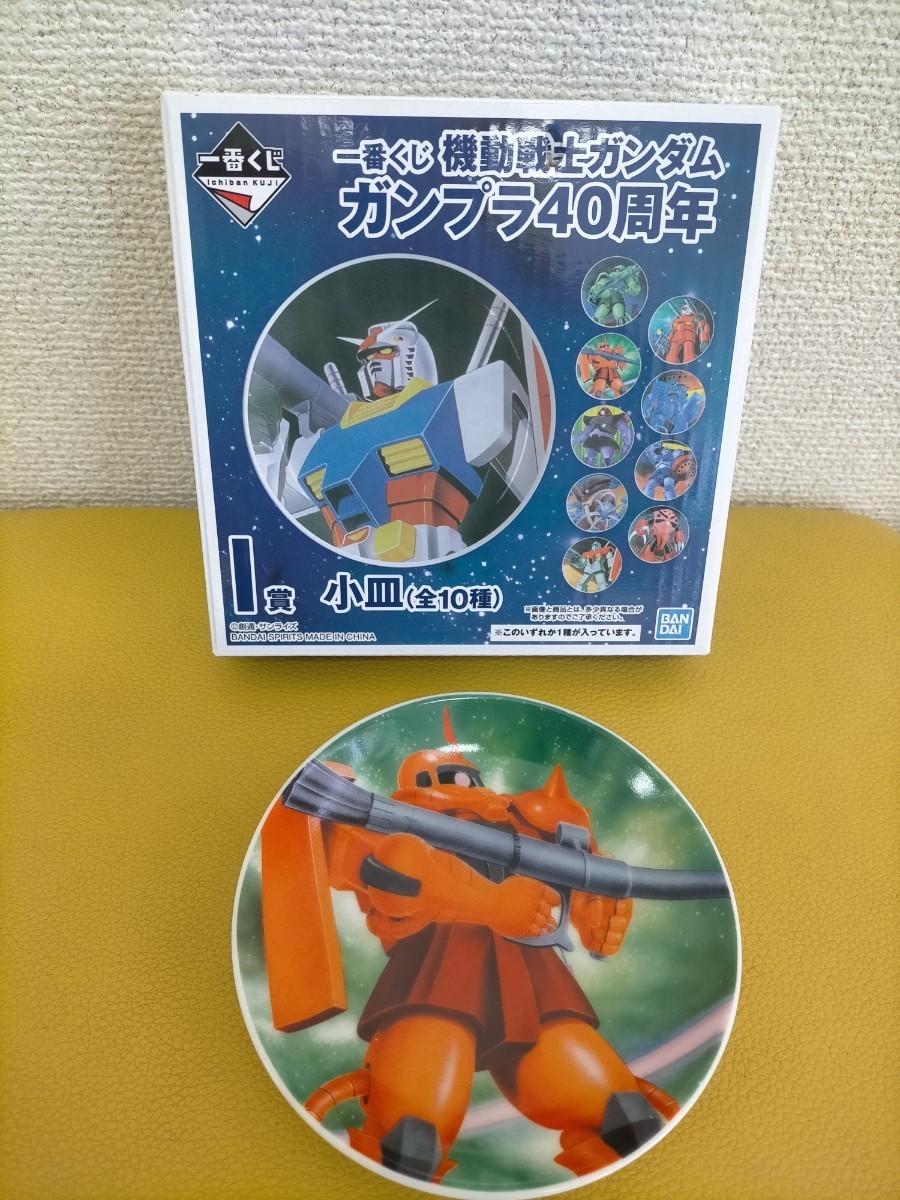 一番くじ
Ichiban KUJI
一番くじ 機動戦士ガンダム
ガンプラ40周年
I賞
小皿(全10種)
※画像と商品とは、多少異なる場合が
ありますのでご了承ください。
※このいずれか1種が入っています。
©創通・サンライズ
BANDAI SPIRITS MADE IN CHINA
BAN
DAI